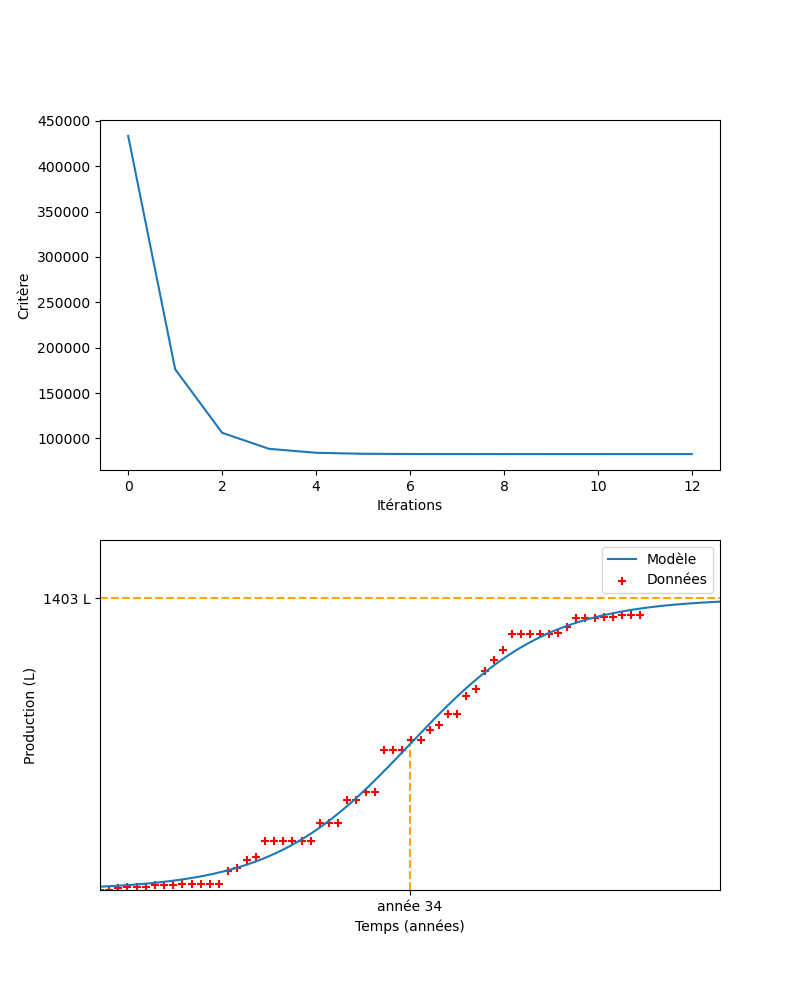 450000
400000
350000
300000
250000
200000
150000
100000
Critère
0 2 4 6 8 10 12
Itérations
Modèle
Données
1403 L
Production (L)
année 34
Temps (années)